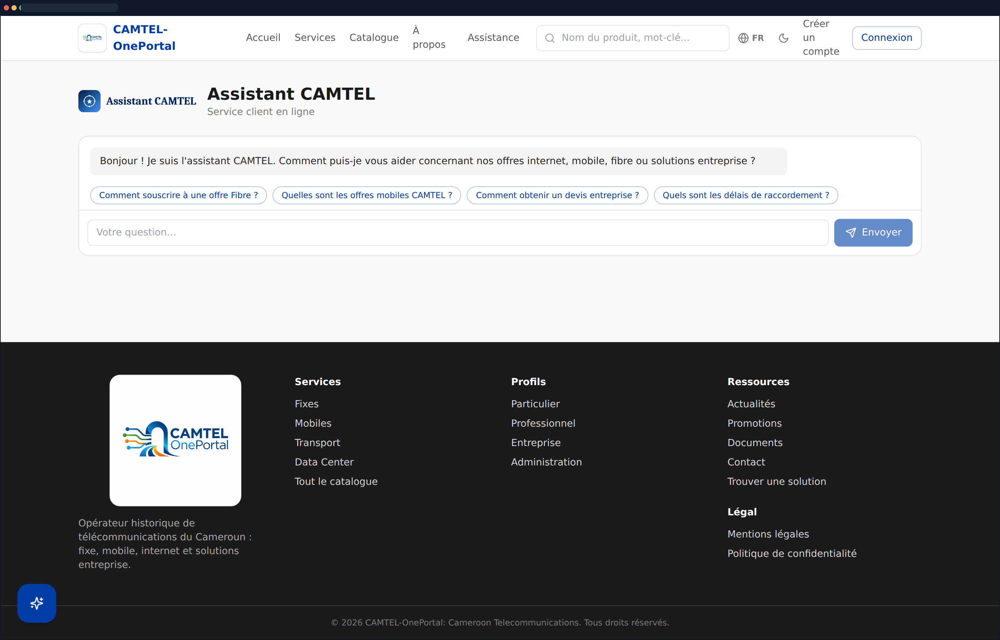 CAMTEL-
OnePortal
Accueil
Services
Catalogue
À
propos
Assistance
Nom du produit, mot-clé...
FR
Créer
un
compte
Connexion
CAMTEL
OnePortal
Assistant CAMTEL
Assistant CAMTEL
Service client en ligne
Bonjour ! Je suis l'assistant CAMTEL. Comment puis-je vous aider concernant nos offres internet, mobile, fibre ou solutions entreprise ?
Comment souscrire à une offre Fibre ?
Quelles sont les offres mobiles CAMTEL ?
Comment obtenir un devis entreprise ?
Quels sont les délais de raccordement ?
Votre question...
Envoyer
CAMTEL
OnePortal
Opérateur historique de
télécommunications du Cameroun :
fixe, mobile, internet et solutions
entreprise.
Services
Fixes
Mobiles
Transport
Data Center
Tout le catalogue
Profils
Particulier
Professionnel
Entreprise
Administration
Ressources
Actualités
Promotions
Documents
Contact
Trouver une solution
Légal
Mentions légales
Politique de confidentialité
© 2026 CAMTEL-OnePortal: Cameroon Telecommunications. Tous droits réservés.